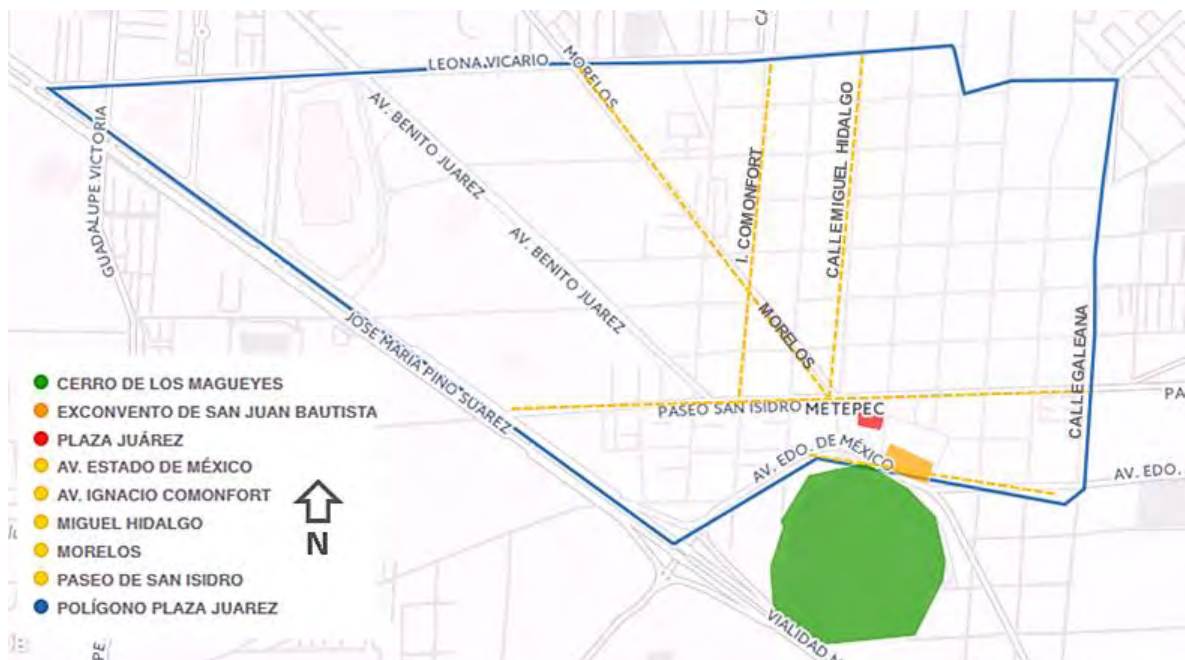 LEONA VICARIO
MORELOS
AV. BENITO JUAREZ
GUADALUPE VICTORIA
I. COMONFORT
CALLE MIGUEL HIDALGO
AV. BENITO JUAREZ
MORELOS
JOSE MARIA PINO SUAREZ
CALLE GALEANA
PASEO SAN ISIDRO
METEPEC
PA
AV. EDO. DE MÉXICO
AV. EDO.
VIALIDAD M
CERRO DE LOS MAGUEYES
EXCONVENTO DE SAN JUAN BAUTISTA
PLAZA JUÁREZ
AV. ESTADO DE MÉXICO
AV. IGNACIO COMONFORT
MIGUEL HIDALGO
MORELOS
PASEO DE SAN ISIDRO
POLÍGONO PLAZA JUAREZ
N